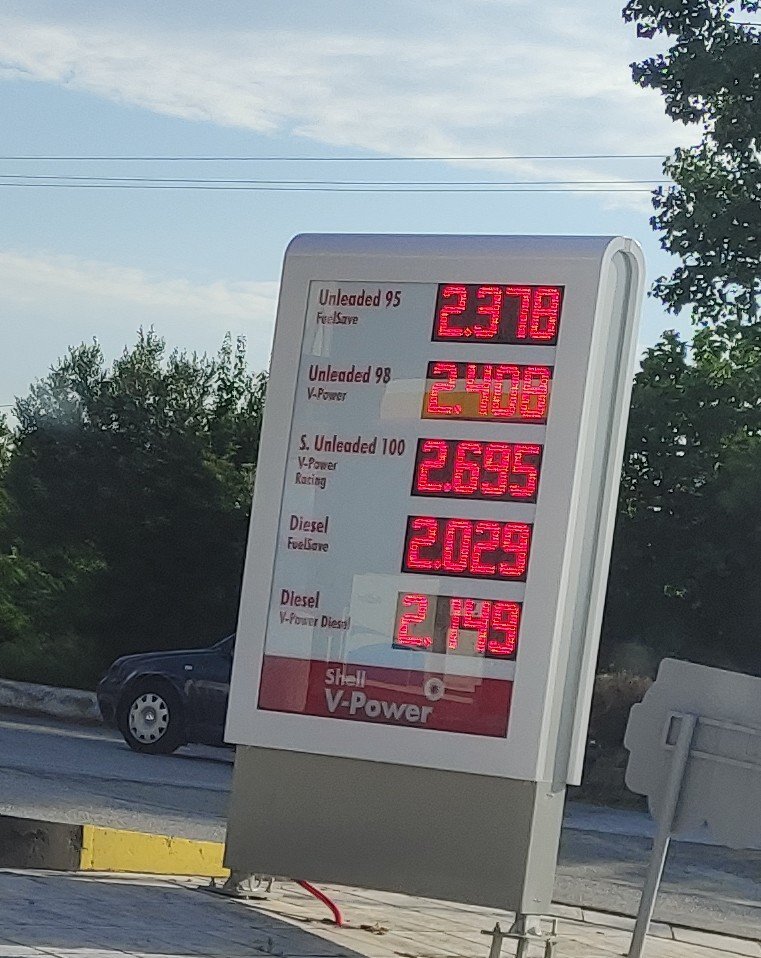 Unleaded 95 2.378
FuelSave
Unleaded 98 2.408
V-Power
S. Unleaded 100 2.695
V-Power
Racing
Diesel 2.029
FuelSave
Diesel 2.149
V-Power Diesel
Shell
V-Power